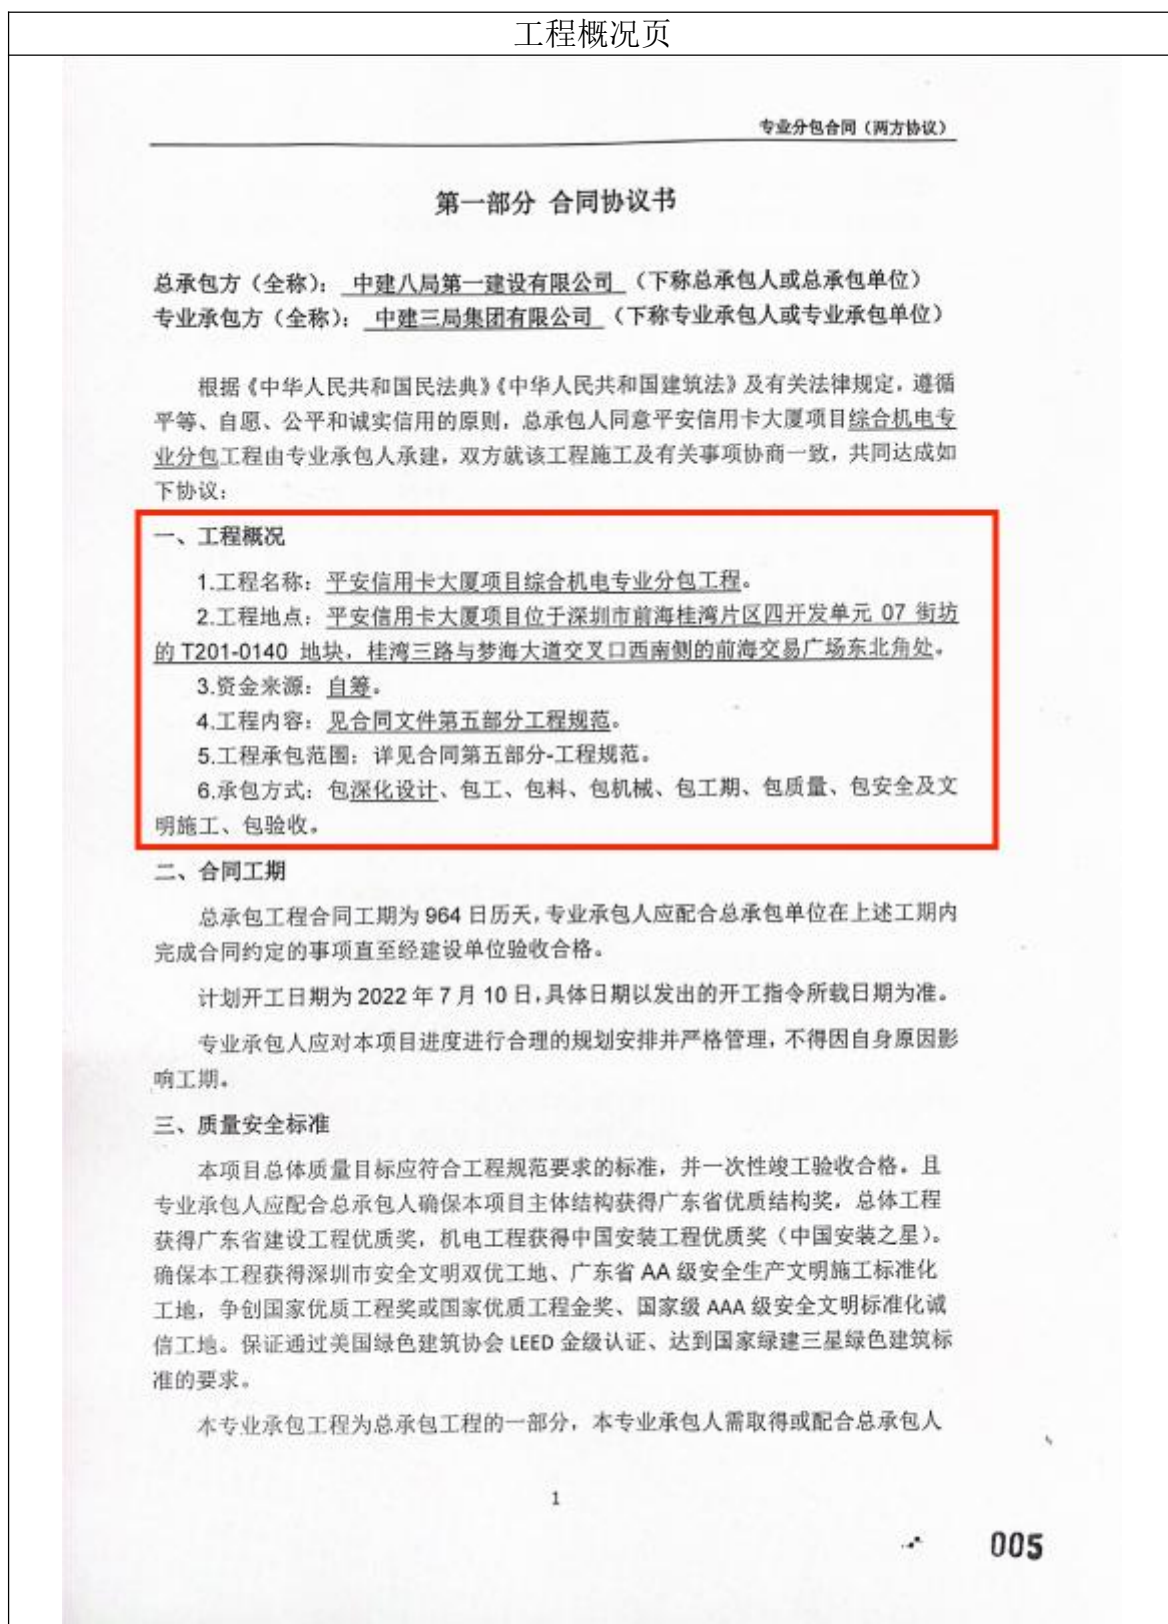 工程概况页
专业分包合同（两方协议）
第一部分 合同协议书
总承包方（全称）：中建八局第一建设有限公司（下称总承包人或总承包单位）
专业承包方（全称）：中建三局集团有限公司（下称专业承包人或专业承包单位）
根据《中华人民共和国民法典》《中华人民共和国建筑法》及有关法律规定，遵循
平等、自愿、公平和诚实信用的原则，总承包人同意平安信用卡大厦项目综合机电专
业分包工程由专业承包人承建，双方就该工程施工及有关事项协商一致，共同达成如
下协议：
一、工程概况
1.工程名称：平安信用卡大厦项目综合机电专业分包工程。
2.工程地点：平安信用卡大厦项目位于深圳市前海桂湾片区四开发单元 07 街坊
的 T201-0140 地块，桂湾三路与梦海大道交叉口西南侧的前海交易广场东北角处。
3.资金来源：自筹。
4.工程内容：见合同文件第五部分工程规范。
5.工程承包范围：详见合同第五部分-工程规范。
6.承包方式：包深化设计、包工、包料、包机械、包工期、包质量、包安全及文
明施工、包验收。
二、合同工期
总承包工程合同工期为 964 日历天，专业承包人应配合总承包单位在上述工期内
完成合同约定的事项直至经建设单位验收合格。
计划开工日期为 2022 年 7 月 10 日，具体日期以发出的开工指令所载日期为准。
专业承包人应对本项目进度进行合理的规划安排并严格管理，不得因自身原因影
响工期。
三、质量安全标准
本项目总体质量目标应符合工程规范要求的标准，并一次性竣工验收合格。且
专业承包人应配合总承包人确保本项目主体结构获得广东省优质结构奖，总体工程
获得广东省建设工程优质奖，机电工程获得中国安装工程优质奖（中国安装之星）。
确保本工程获得深圳市安全文明双优工地、广东省 AA 级安全生产文明施工标准化
工地，争创国家优质工程奖或国家优质工程金奖、国家级 AAA 级安全文明标准化诚
信工地。保证通过美国绿色建筑协会 LEED 金级认证、达到国家绿建三星绿色建筑标
准的要求。
本专业承包工程为总承包工程的一部分，本专业承包人需取得或配合总承包人
1
005